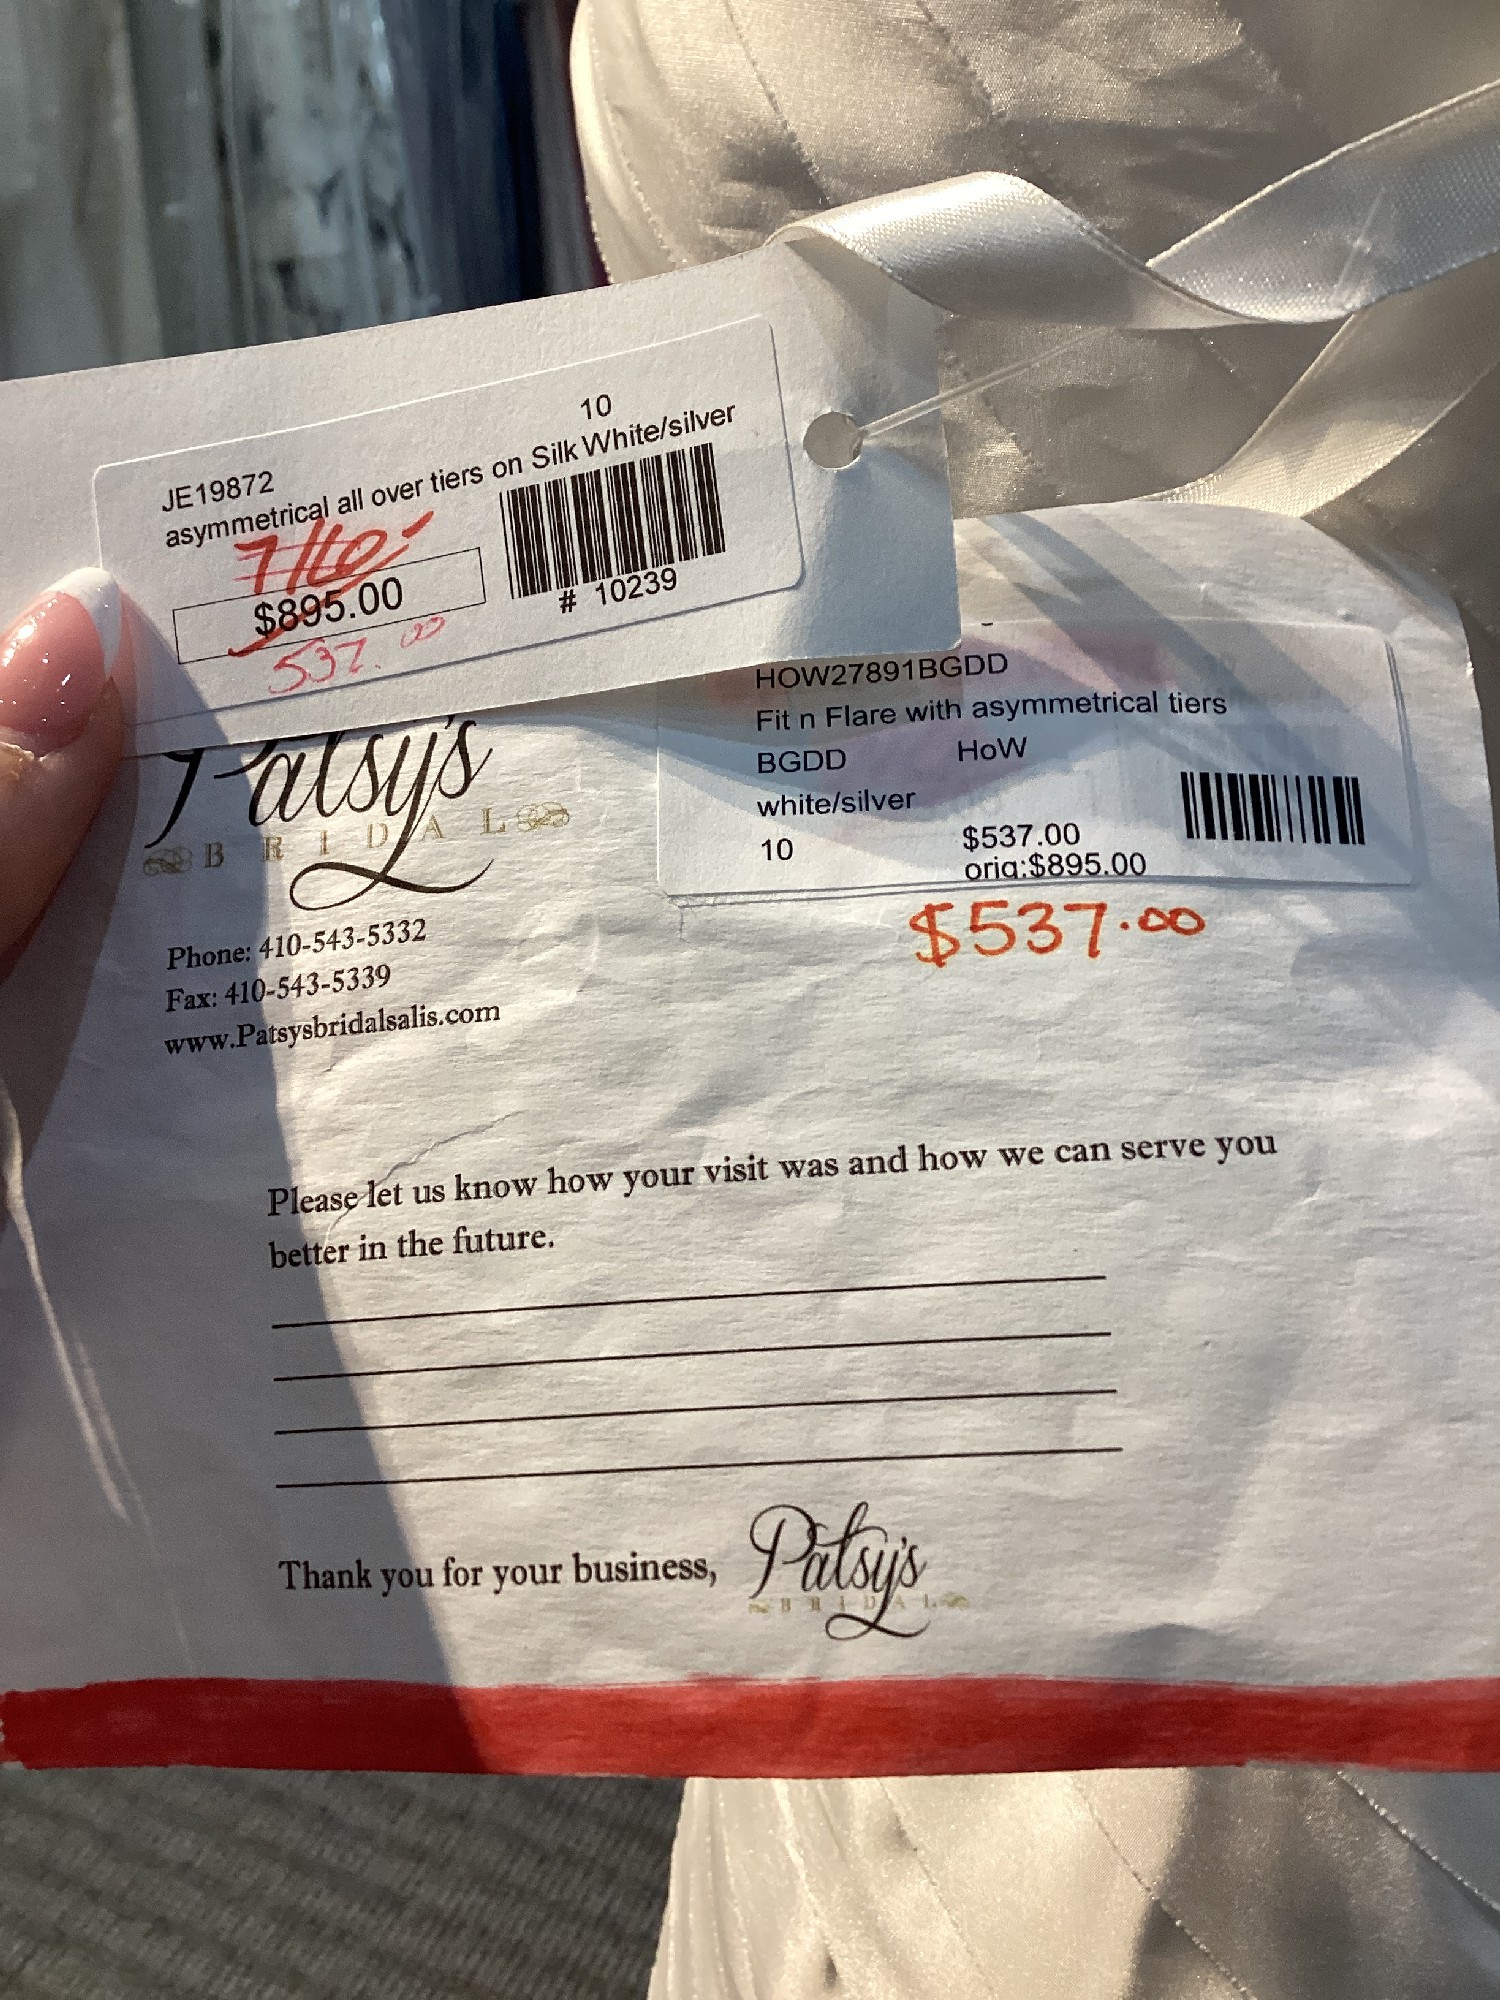 10
JE19872
asymmetrical all over tiers on Silk White/silver
716-
$895.00
537.00
# 10239
HOW27891BGDD
Fit n Flare with asymmetrical tiers
BGDD HoW
white/silver
10 $537.00
orig:$895.00
$537.00
Patsy's
BRIDAL
Phone: 410-543-5332
Fax: 410-543-5339
www.Patsysbridalsalis.com
Please let us know how your visit was and how we can serve you
better in the future.
Thank you for your business,
Patsy's
BRIDAL